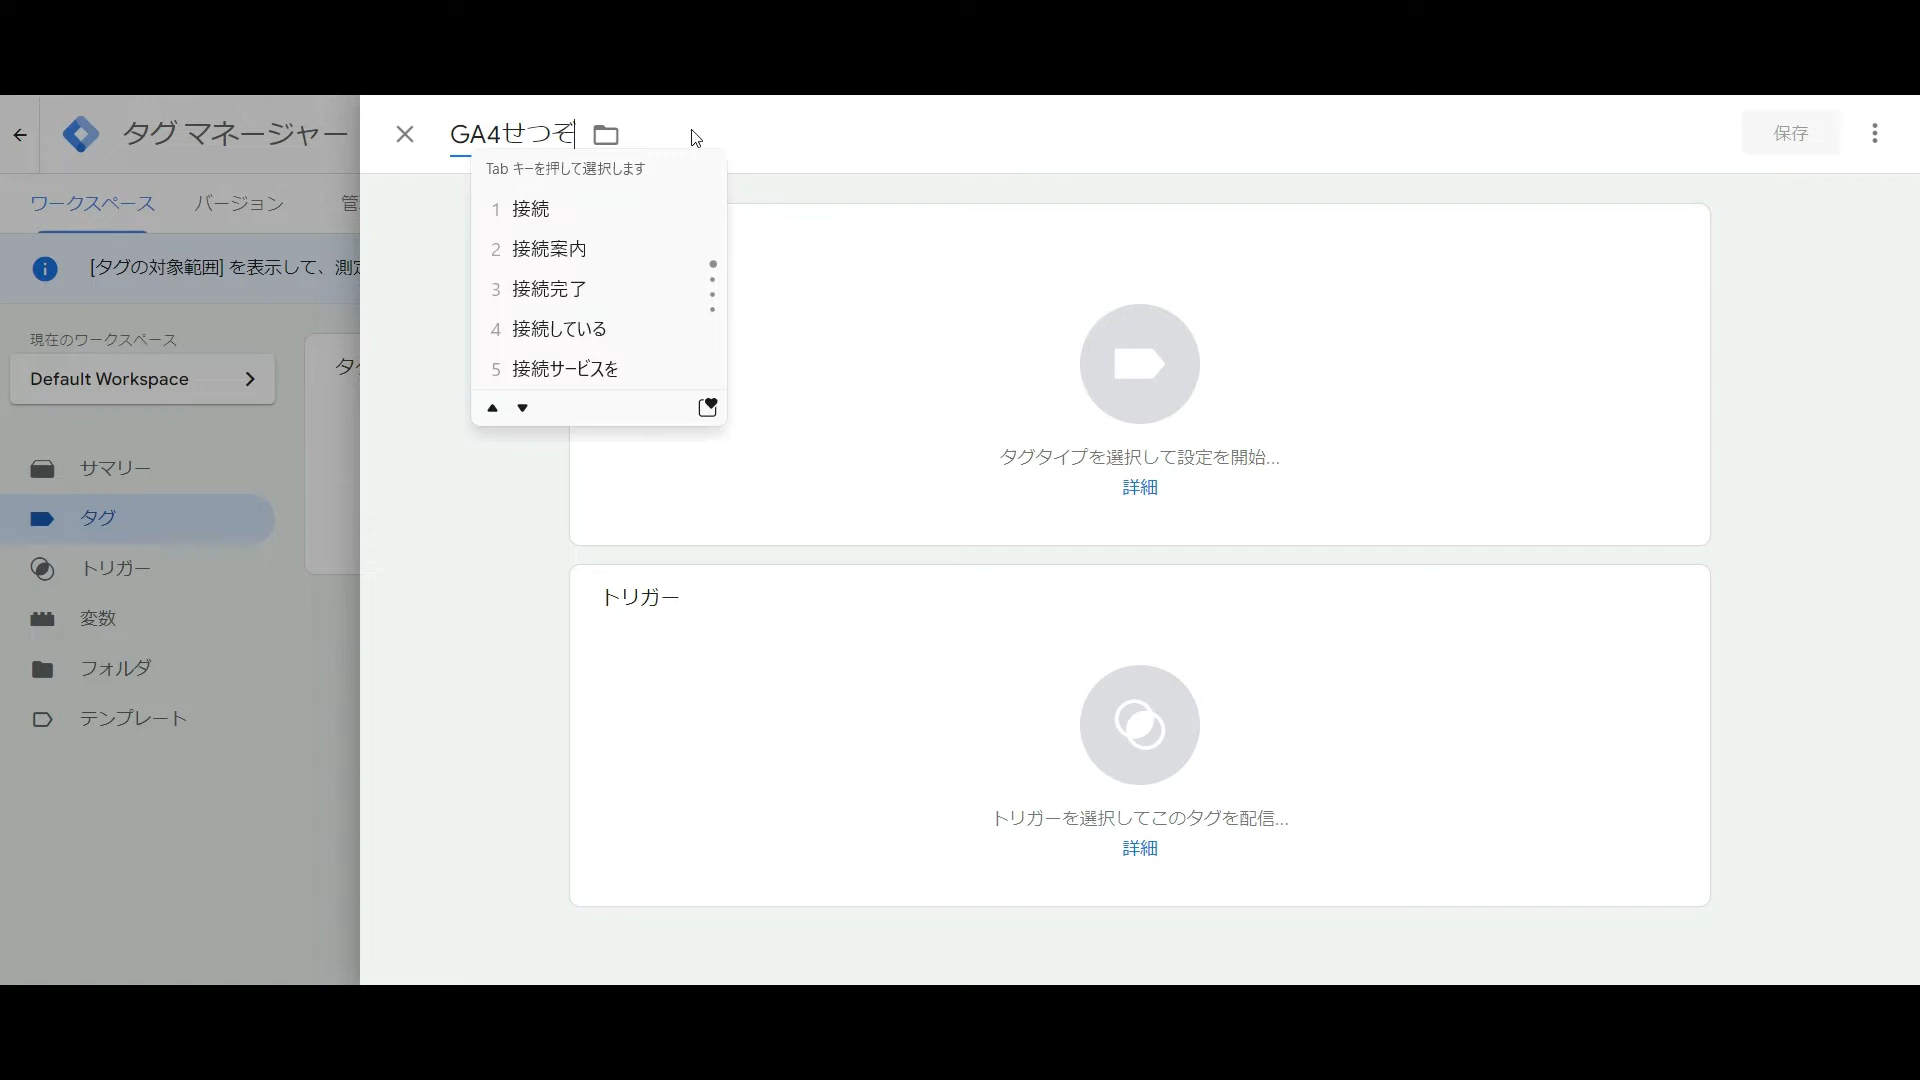 タグ マネージャー
GA4せつぞ
保存
Tab キーを押して選択します
1 接続
2 接続案内
3 接続完了
4 接続している
5 接続サービスを
ワークスペース
バージョン
管
[タグの対象範囲] を表示して、測定
現在のワークスペース
Default Workspace
サマリー
タグ
トリガー
変数
フォルダ
テンプレート
タグ
タグタイプを選択して設定を開始...
詳細
トリガー
トリガーを選択してこのタグを配信...
詳細